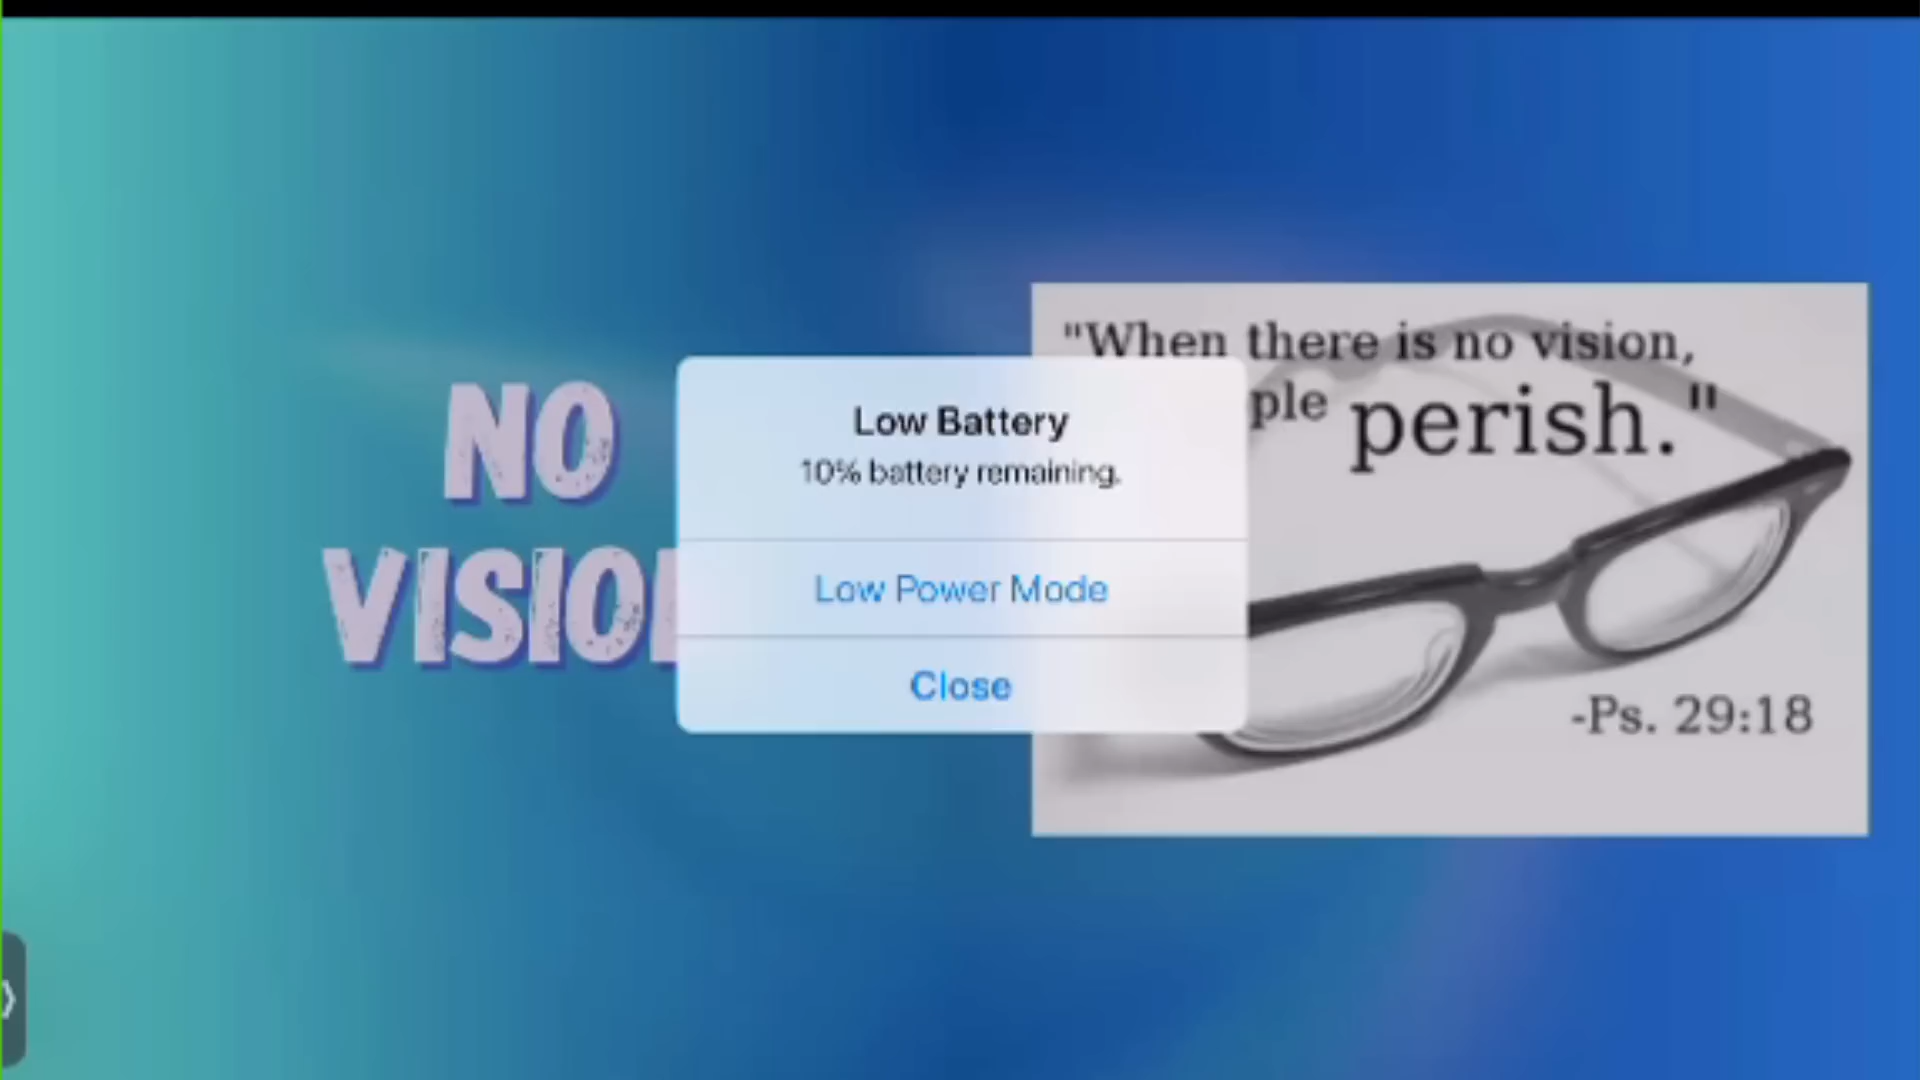 NO
VISIO
"When there is no vision,
ple perish."
-Ps. 29:18
Low Battery
10% battery remaining.
Low Power Mode
Close